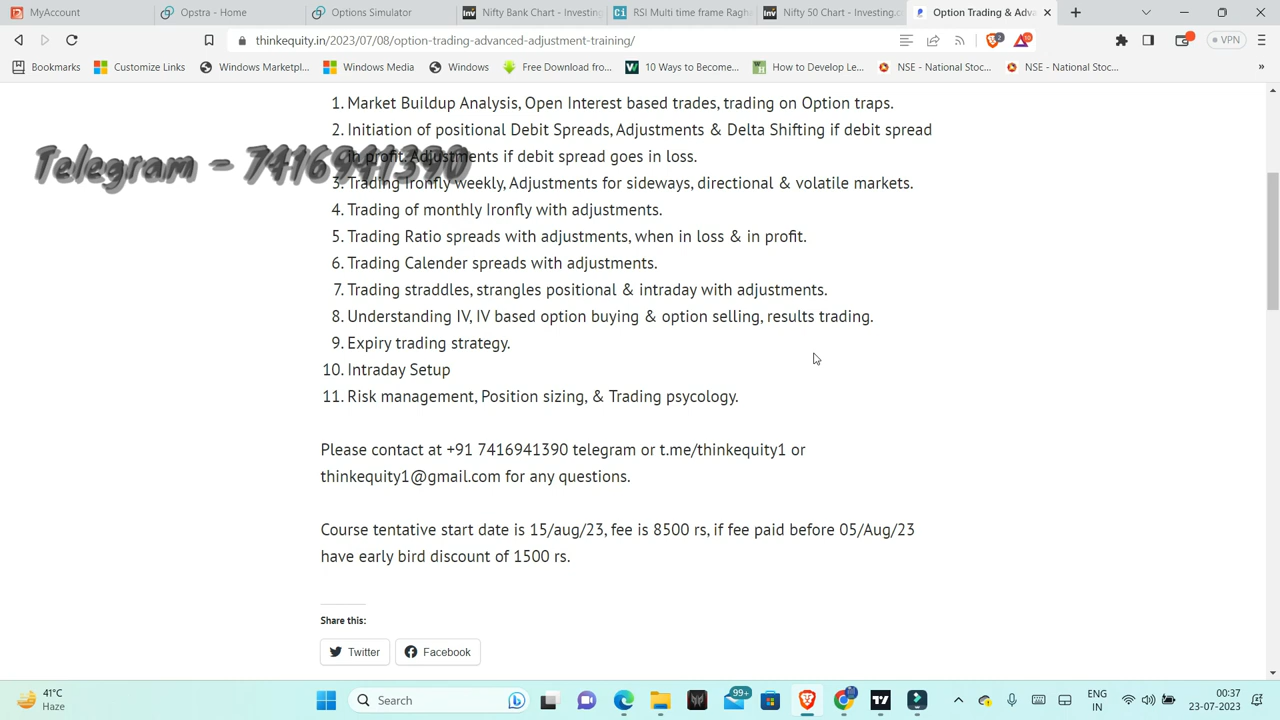 MyAccount
Opstra - Home
Options Simulator
Nifty Bank Chart - Investing
RSI Multi time frame Ragh
Nifty 50 Chart - Investing.c
Option Trading & Adva
thinkequity.in/2023/07/08/option-trading-advanced-adjustment-training/
2
10
VPN
Bookmarks
Customize Links
Windows Marketpl...
Windows Media
Windows
Free Download fro...
10 Ways to Become...
How to Develop Le...
NSE - National Stoc...
NSE - National Stoc...
1. Market Buildup Analysis, Open Interest based trades, trading on Option traps.
2. Initiation of positional Debit Spreads, Adjustments & Delta Shifting if debit spread
in profit. Adjustments if debit spread goes in loss.
Telegram - 7416941390
3. Trading Ironfly weekly, Adjustments for sideways, directional & volatile markets.
4. Trading of monthly Ironfly with adjustments.
5. Trading Ratio spreads with adjustments, when in loss & in profit.
6. Trading Calender spreads with adjustments.
7. Trading straddles, strangles positional & intraday with adjustments.
8. Understanding IV, IV based option buying & option selling, results trading.
9. Expiry trading strategy.
10. Intraday Setup
11. Risk management, Position sizing, & Trading psycology.
Please contact at +91 7416941390 telegram or t.me/thinkequity1 or
thinkequity1@gmail.com for any questions.
Course tentative start date is 15/aug/23, fee is 8500 rs, if fee paid before 05/Aug/23
have early bird discount of 1500 rs.
Share this:
Twitter
Facebook
41°C
Haze
Search
99+
ENG
IN
00:37
23-07-2023